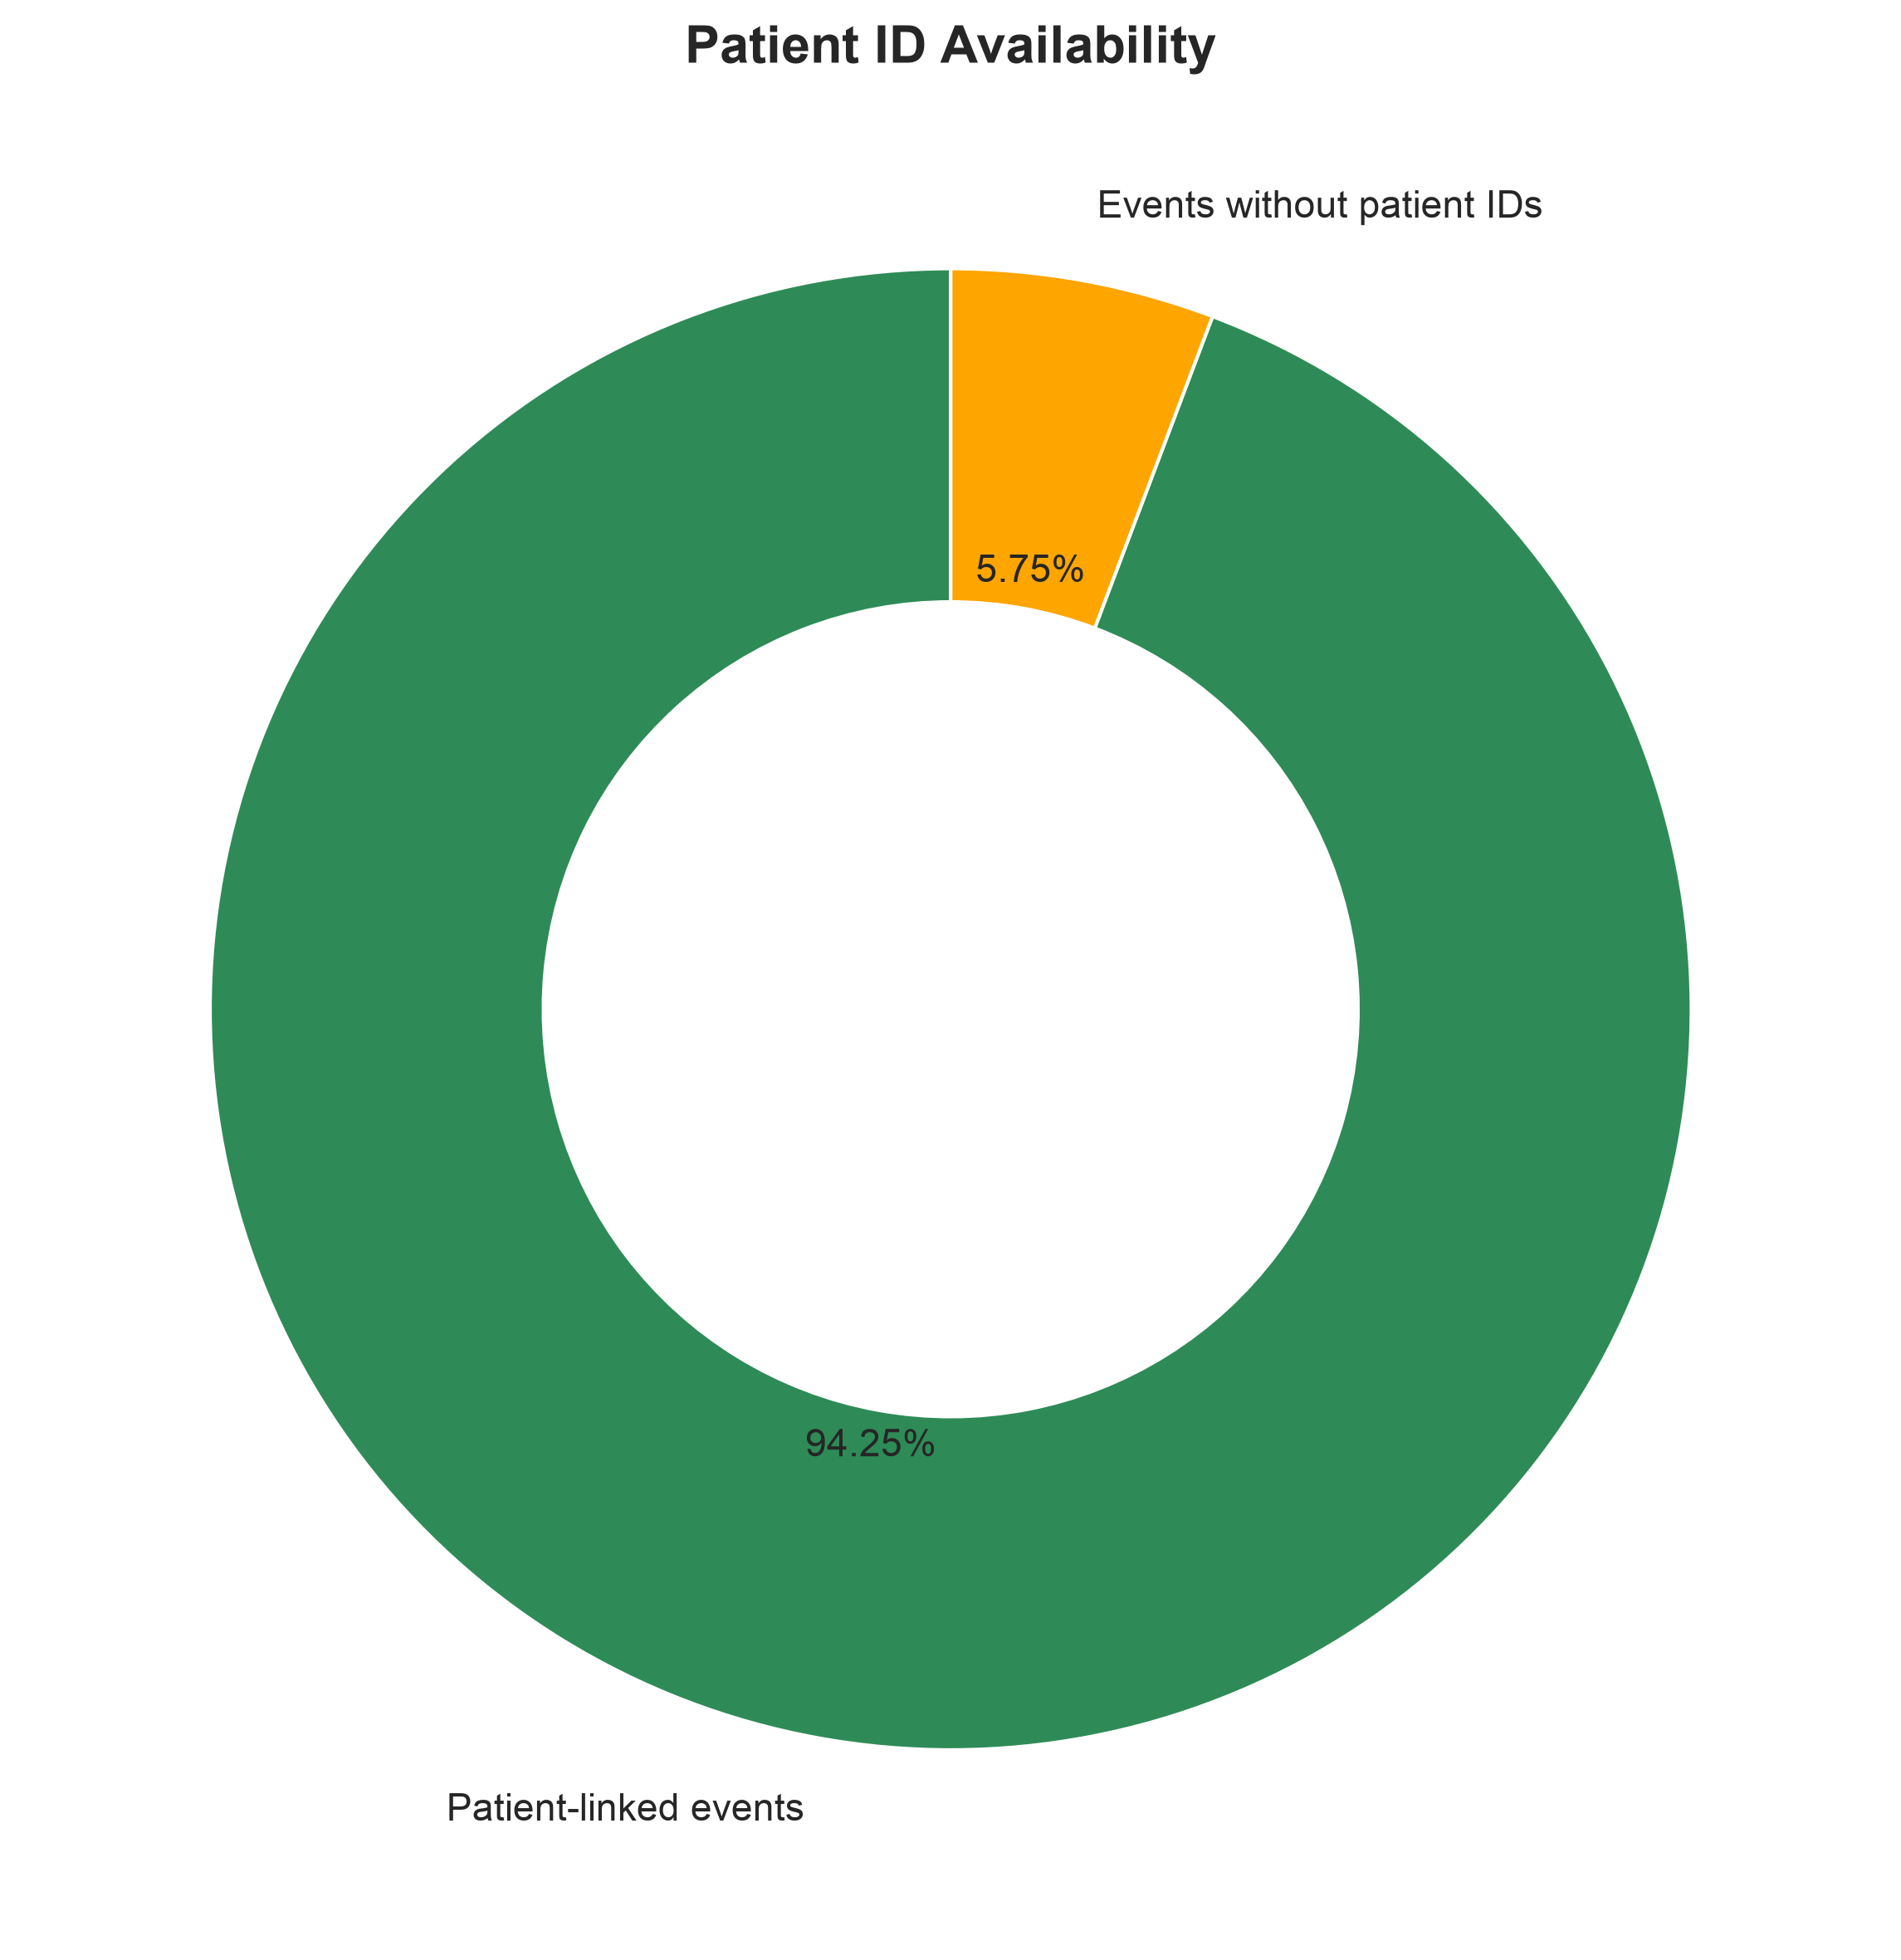 Patient ID Availability
Events without patient IDs
5.75%
94.25%
Patient-linked events